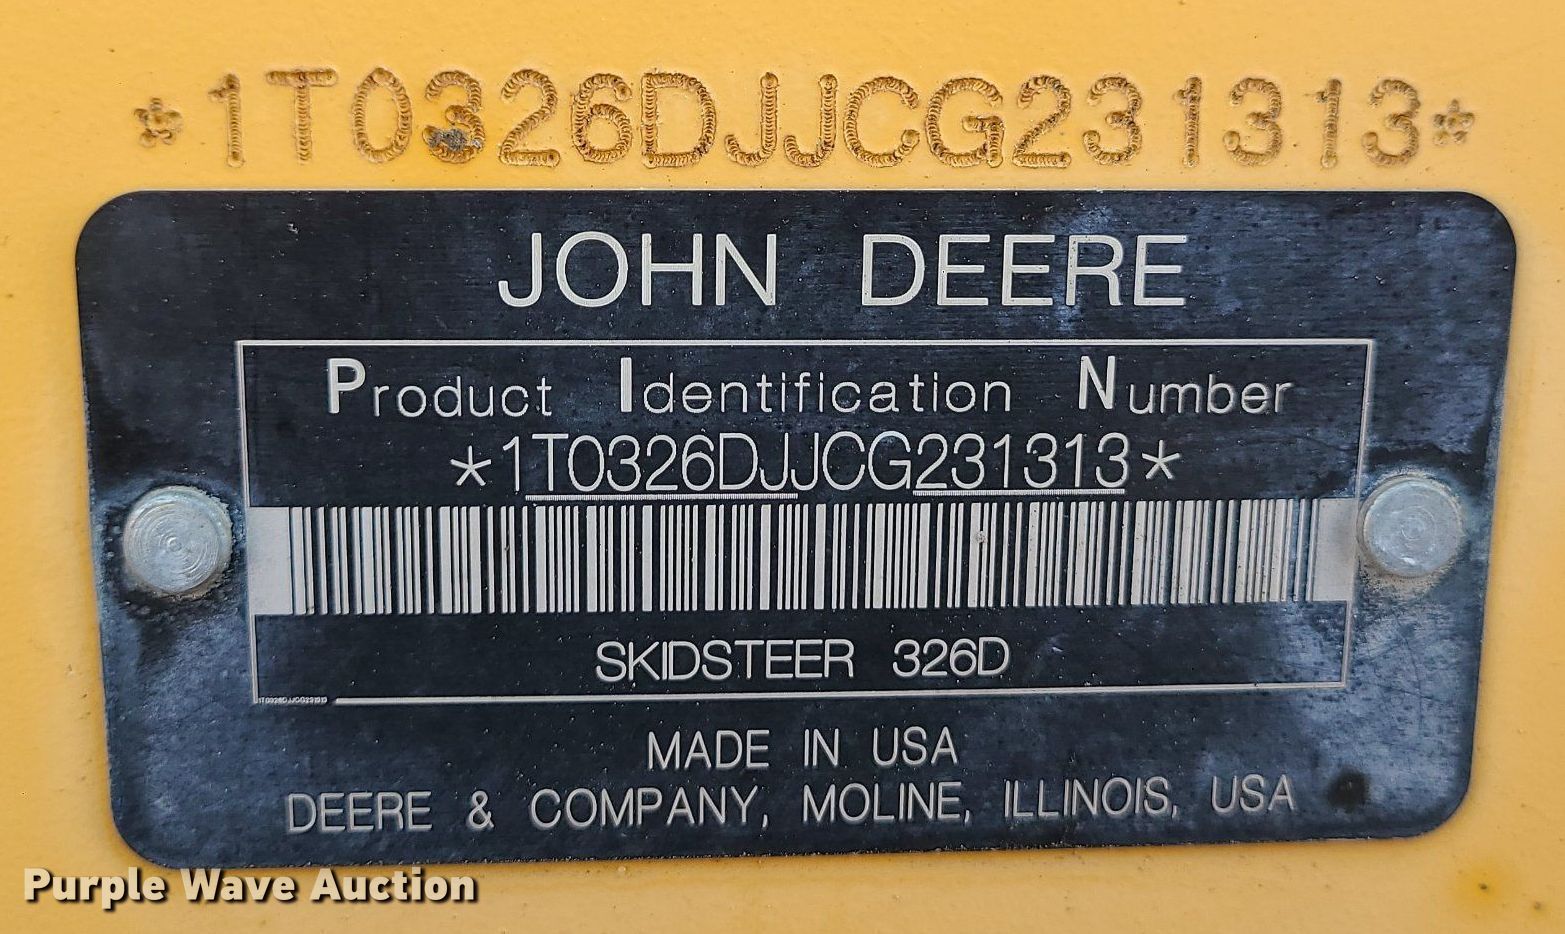 *1T0326DJJCG231313*
JOHN DEERE
Product Identification Number
*1T0326DJJCG231313*
SKIDSTEER 326D
1T0326DJJCG231313
MADE IN USA
DEERE & COMPANY, MOLINE, ILLINOIS, USA
Purple Wave Auction